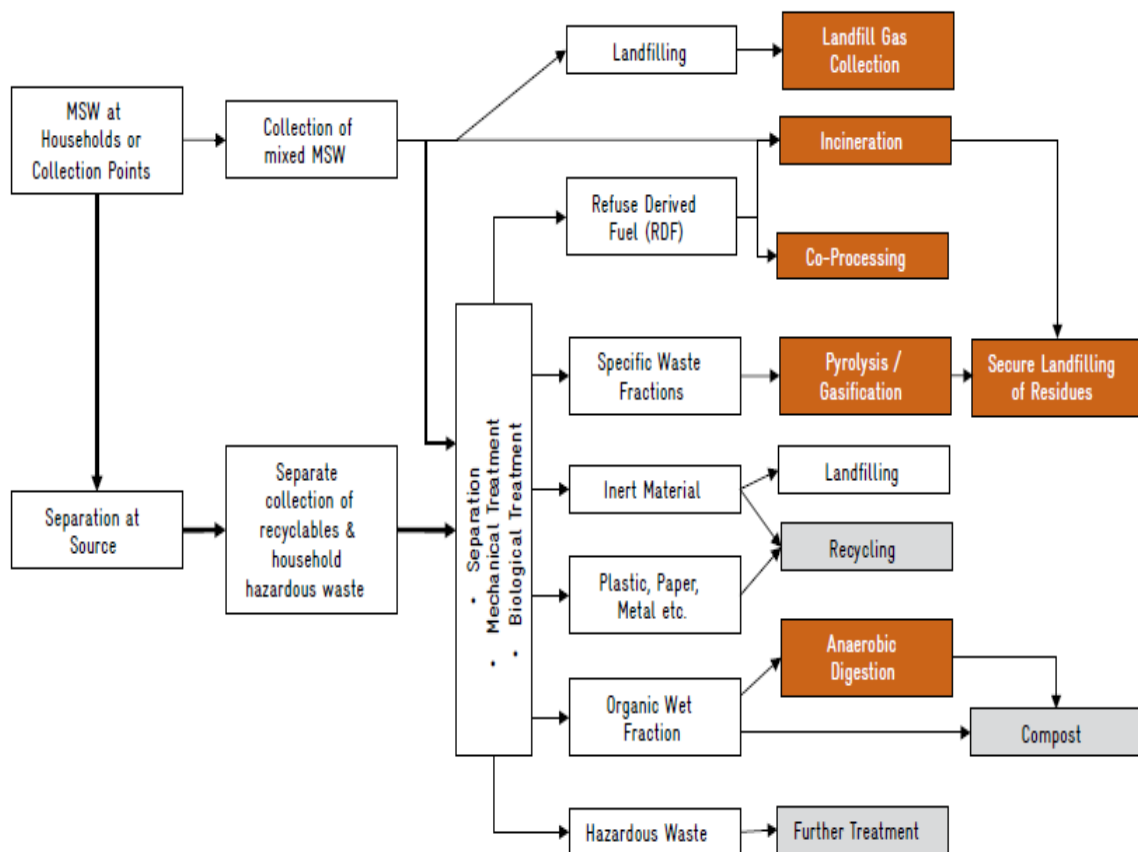 Landfilling
Landfill Gas
Collection
MSW at
Households or
Collection Points
Collection of
mixed MSW
Incineration
Refuse Derived
Fuel (RDF)
Co-Processing
Specific Waste
Fractions
Pyrolysis /
Gasification
Secure Landfilling
of Residues
Separation at
Source
Separate
collection of
recyclables &
household
hazardous waste
• Separation
• Mechanical Treatment
• Biological Treatment
Inert Material
Landfilling
Recycling
Plastic, Paper,
Metal etc.
Anaerobic
Digestion
Organic Wet
Fraction
Compost
Hazardous Waste
Further Treatment